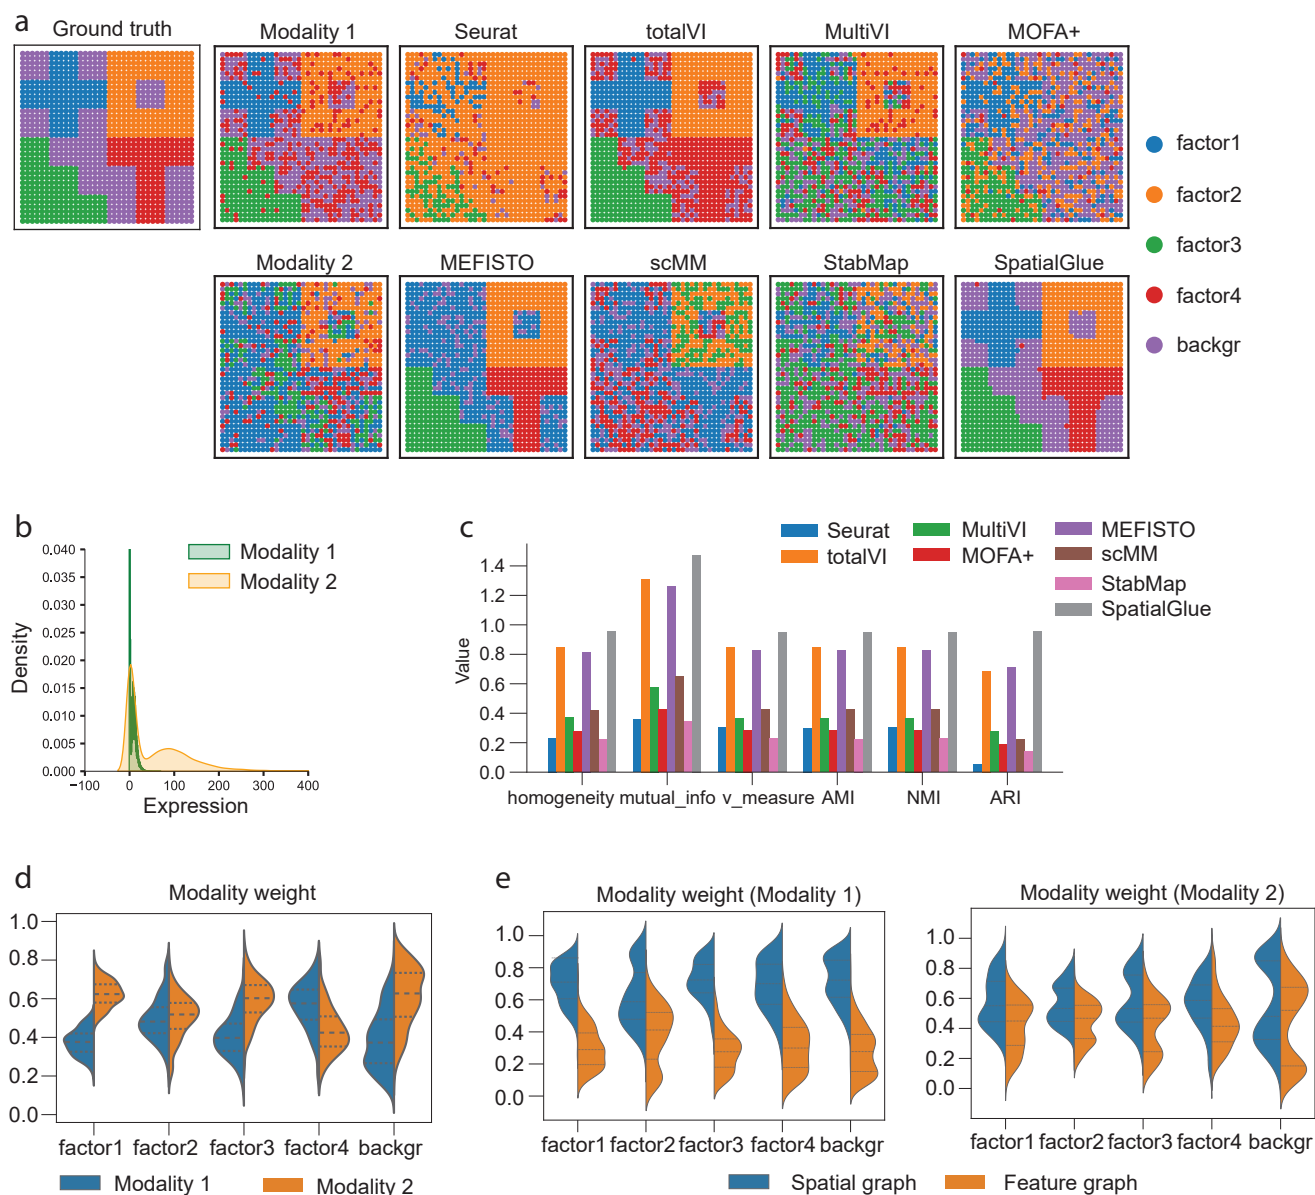 a
Ground truth
Modality 1
Seurat
totalVI
MultiVI
MOFA+
factor1
factor2
factor3
factor4
backgr
Modality 2
MEFISTO
scMM
StabMap
SpatialGlue
b
0.040
0.035
0.030
0.025
0.020
0.015
0.010
0.005
0.000
Density
−100 0 100 200 300 400
Expression
Modality 1
Modality 2
c
Seurat
totalVI
MultiVI
MOFA+
MEFISTO
scMM
StabMap
SpatialGlue
1.4
1.2
1.0
0.8
0.6
0.4
0.2
0.0
Value
homogeneity mutual_info v_measure AMI NMI ARI
d
Modality weight
1.0
0.8
0.6
0.4
0.2
0.0
factor1 factor2 factor3 factor4 backgr
Modality 1 Modality 2
e
Modality weight (Modality 1)
1.0
0.8
0.6
0.4
0.2
0.0
factor1 factor2 factor3 factor4 backgr
Modality weight (Modality 2)
1.0
0.8
0.6
0.4
0.2
0.0
factor1 factor2 factor3 factor4 backgr
Spatial graph Feature graph